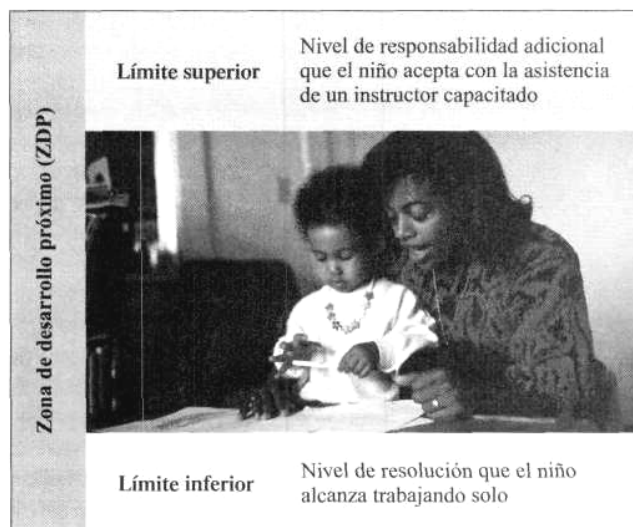 Zona de desarrollo próximo (ZDP)
Límite superior
Nivel de responsabilidad adicional
que el niño acepta con la asistencia
de un instructor capacitado
Límite inferior
Nivel de resolución que el niño
alcanza trabajando solo